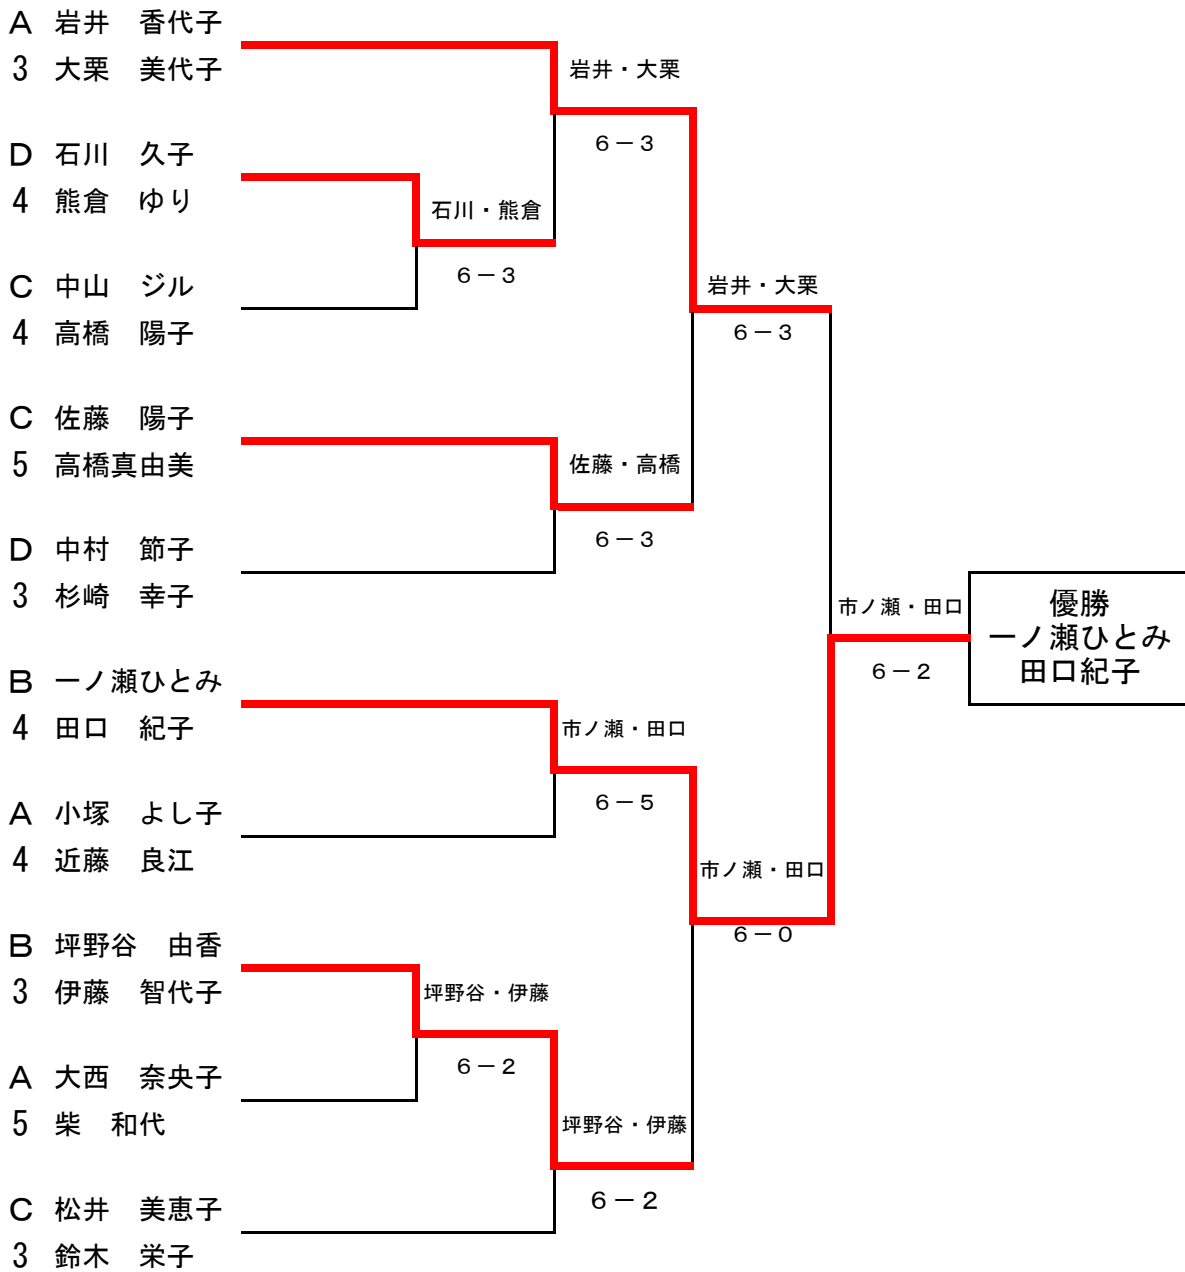 A 岩井　香代子
3 大栗　美代子
岩井・大栗
6－3
D 石川　久子
4 熊倉　ゆり
石川・熊倉
6－3
C 中山　ジル
4 高橋　陽子
岩井・大栗
6－3
C 佐藤　陽子
5 高橋真由美
佐藤・高橋
6－3
D 中村　節子
3 杉崎　幸子
市ノ瀬・田口
6－2
優勝
一ノ瀬ひとみ
田口紀子
B 一ノ瀬ひとみ
4 田口　紀子
市ノ瀬・田口
6－5
A 小塚　よし子
4 近藤　良江
市ノ瀬・田口
6－0
B 坪野谷　由香
3 伊藤　智代子
坪野谷・伊藤
6－2
A 大西　奈央子
5 柴　和代
坪野谷・伊藤
6－2
C 松井　美恵子
3 鈴木　栄子